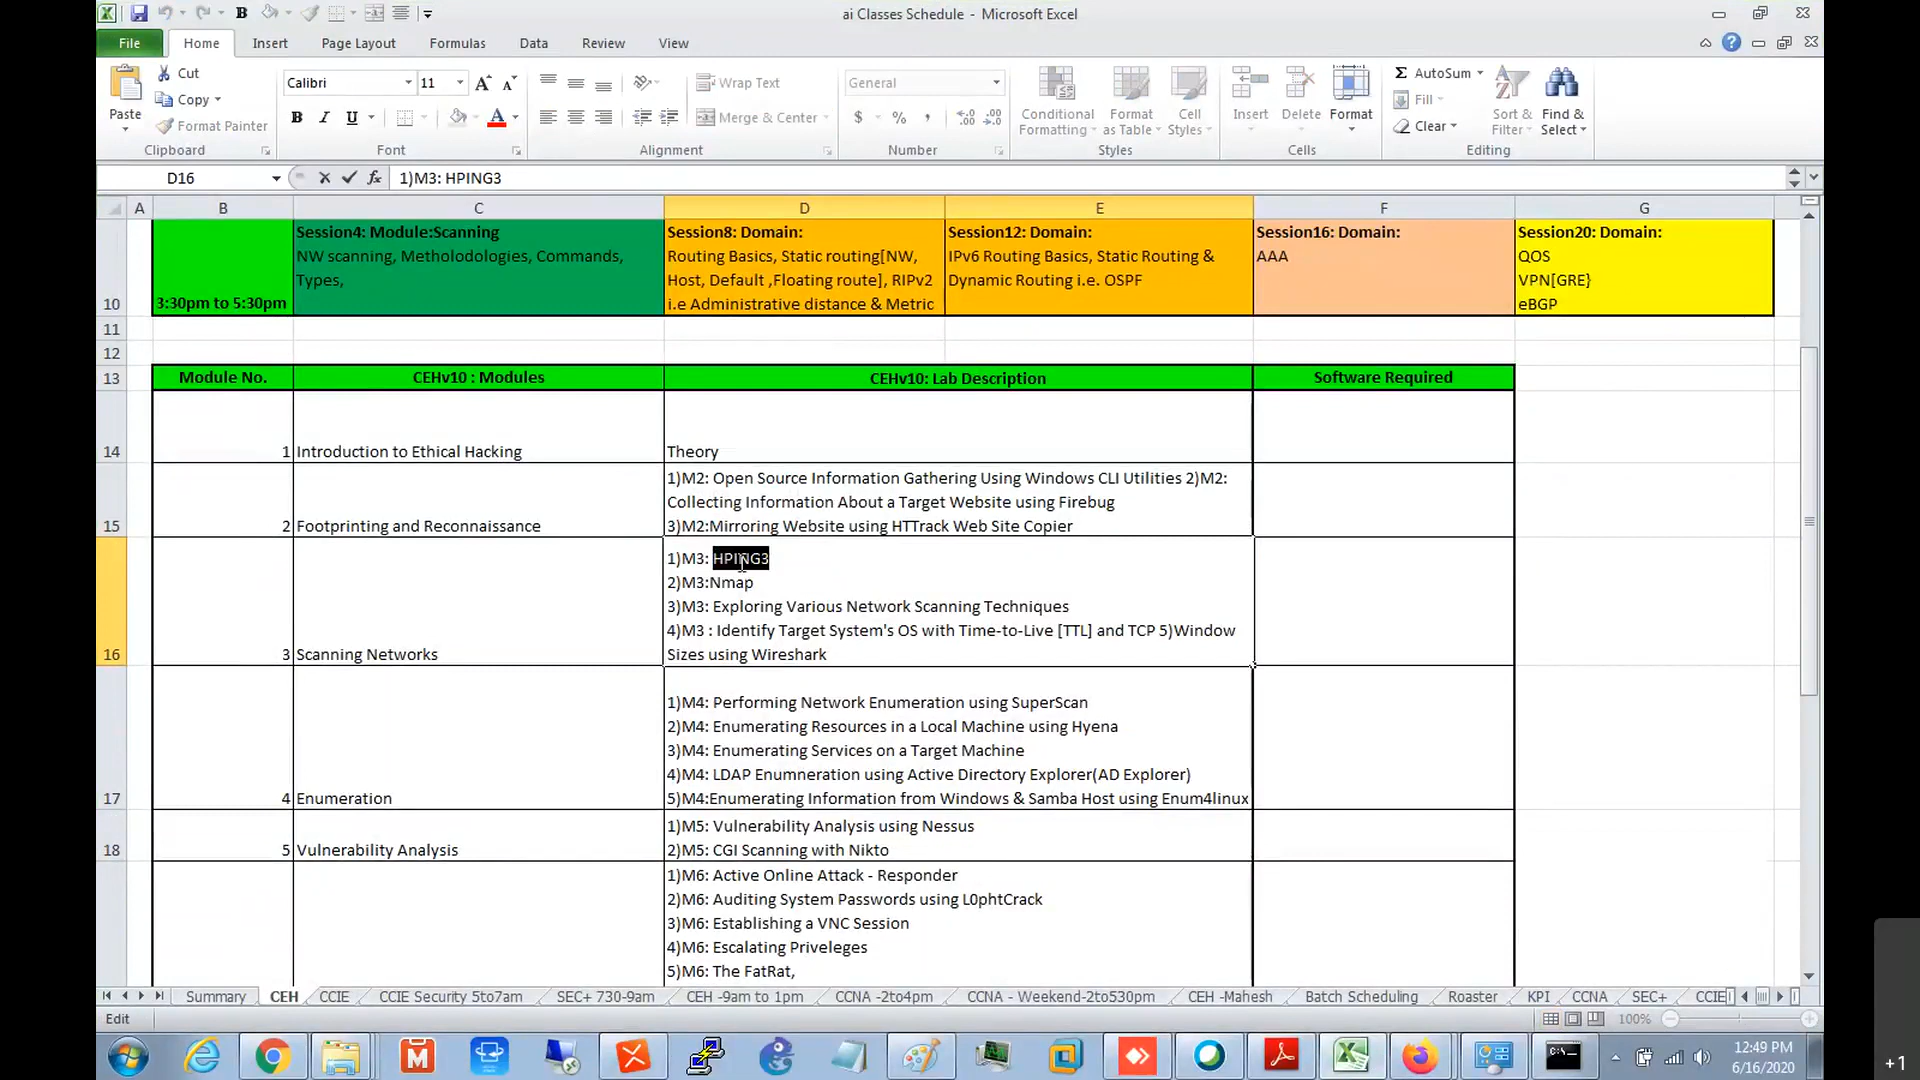 ai Classes Schedule - Microsoft Excel
File Home Insert Page Layout Formulas Data Review View
Paste
Cut
Copy
Format Painter
Clipboard
Calibri 11
B I U
Font
Wrap Text
Merge & Center
Alignment
General
$ % ,
Number
Conditional Formatting
Format as Table
Cell Styles
Styles
Insert Delete Format
Cells
Σ AutoSum
Fill
Clear
Sort & Filter
Find & Select
Editing
D16 fx 1)M3: HPING3
A B C D E F G
10
3:30pm to 5:30pm
Session4: Module:Scanning
NW scanning, Metholodologies, Commands,
Types,
Session8: Domain:
Routing Basics, Static routing[NW,
Host, Default ,Floating route], RIPv2
i.e Administrative distance & Metric
Session12: Domain:
IPv6 Routing Basics, Static Routing &
Dynamic Routing i.e. OSPF
Session16: Domain:
AAA
Session20: Domain:
QOS
VPN[GRE}
eBGP
11
12
13 Module No. CEHv10 : Modules CEHv10: Lab Description Software Required
14 1 Introduction to Ethical Hacking Theory
15 2 Footprinting and Reconnaissance
1)M2: Open Source Information Gathering Using Windows CLI Utilities 2)M2:
Collecting Information About a Target Website using Firebug
3)M2:Mirroring Website using HTTrack Web Site Copier
16 3 Scanning Networks
1)M3: HPING3
2)M3:Nmap
3)M3: Exploring Various Network Scanning Techniques
4)M3 : Identify Target System's OS with Time-to-Live [TTL] and TCP 5)Window
Sizes using Wireshark
17 4 Enumeration
1)M4: Performing Network Enumeration using SuperScan
2)M4: Enumerating Resources in a Local Machine using Hyena
3)M4: Enumerating Services on a Target Machine
4)M4: LDAP Enumneration using Active Directory Explorer(AD Explorer)
5)M4:Enumerating Information from Windows & Samba Host using Enum4linux
18 5 Vulnerability Analysis
1)M5: Vulnerability Analysis using Nessus
2)M5: CGI Scanning with Nikto
1)M6: Active Online Attack - Responder
2)M6: Auditing System Passwords using L0phtCrack
3)M6: Establishing a VNC Session
4)M6: Escalating Priveleges
5)M6: The FatRat,
Summary CEH CCIE CCIE Security 5to7am SEC+ 730-9am CEH -9am to 1pm CCNA -2to4pm CCNA - Weekend-2to530pm CEH -Mahesh Batch Scheduling Roaster KPI CCNA SEC+ CCIE
Edit 100%
12:49 PM
6/16/2020
+1